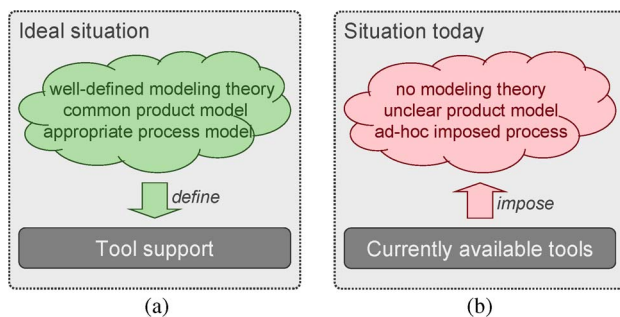 Ideal situation
well-defined modeling theory
common product model
appropriate process model
define
Tool support
(a)
Situation today
no modeling theory
unclear product model
ad-hoc imposed process
impose
Currently available tools
(b)